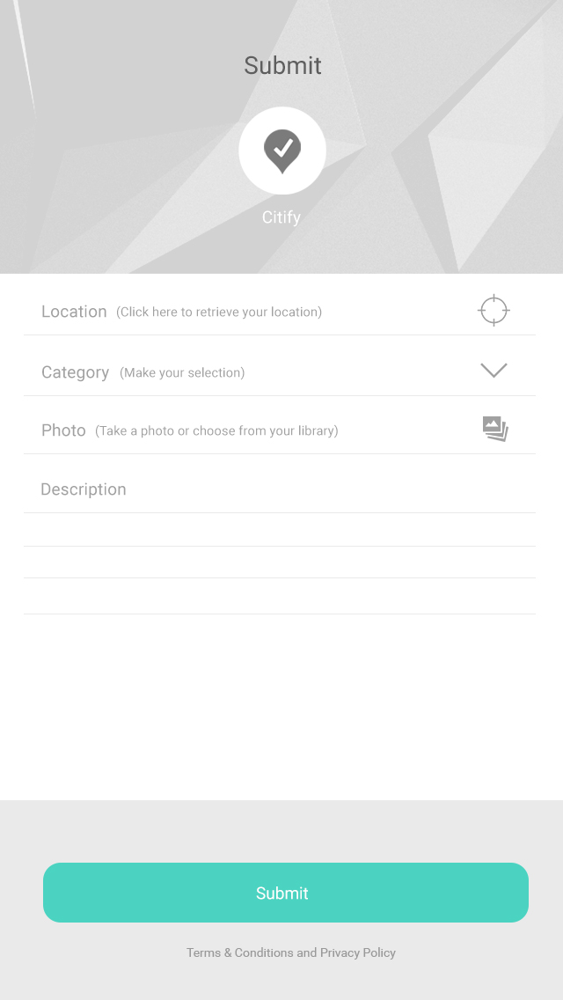 Submit
Citify
Location (Click here to retrieve your location)
Category (Make your selection)
Photo (Take a photo or choose from your library)
Description
Submit
Terms & Conditions and Privacy Policy